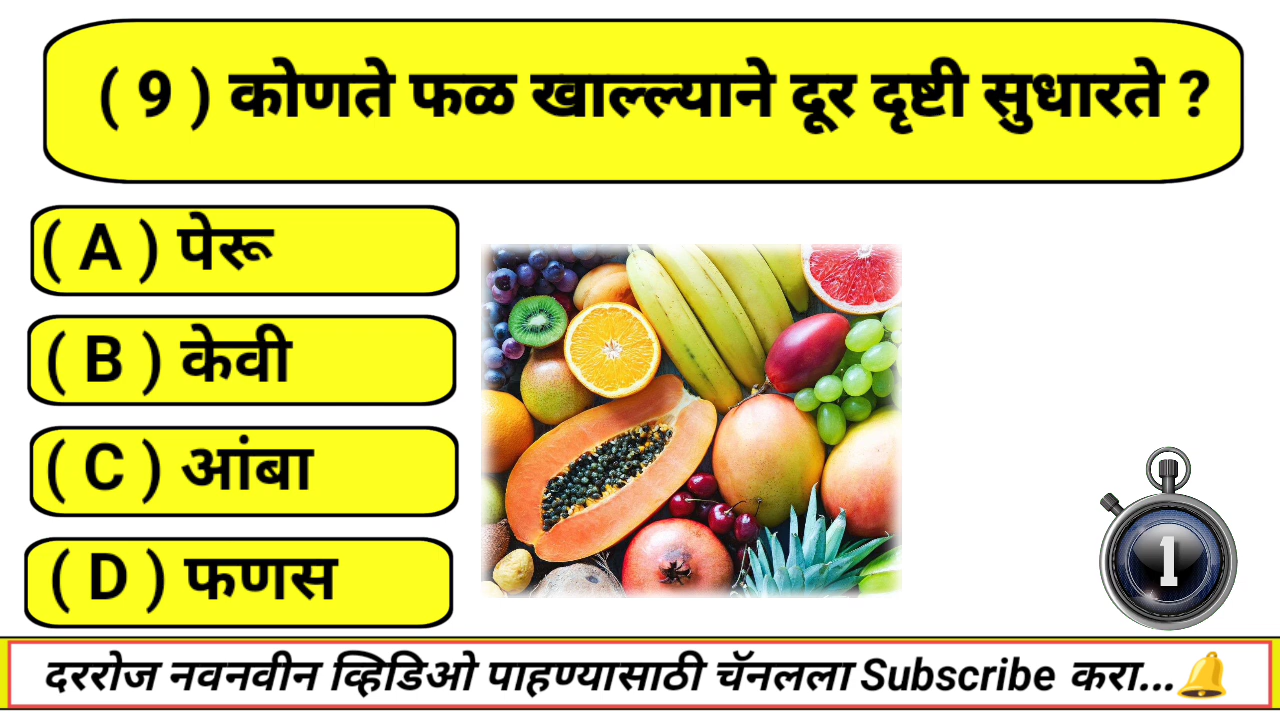 ( 9 ) कोणते फळ खाल्ल्याने दूर दृष्टी सुधारते ?
( A ) पेरू
( B ) केवी
( C ) आंबा
( D ) फणस
1
दररोज नवनवीन व्हिडिओ पाहण्यासाठी चॅनलला Subscribe करा...🔔